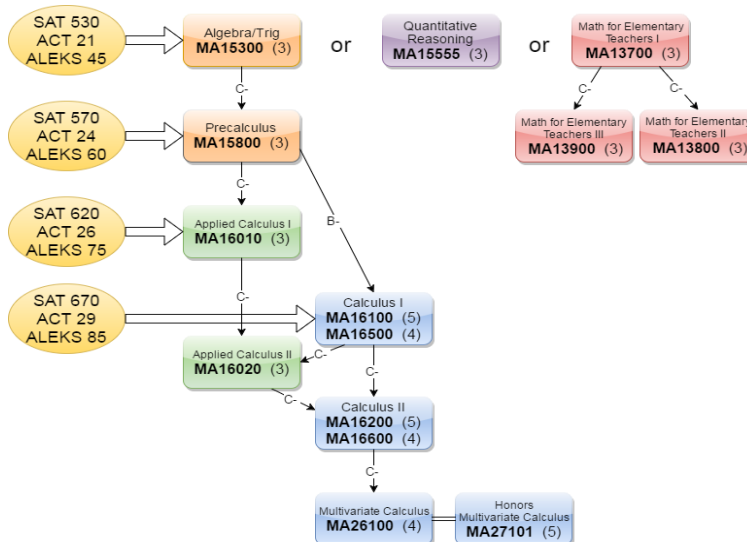 SAT 530
ACT 21
ALEKS 45
Algebra/Trig
MA15300 (3)
or
Quantitative
Reasoning
MA15555 (3)
or
Math for Elementary
Teachers I
MA13700 (3)
C-
C-
C-
SAT 570
ACT 24
ALEKS 60
Precalculus
MA15800 (3)
Math for Elementary
Teachers III
MA13900 (3)
Math for Elementary
Teachers II
MA13800 (3)
C-
B-
SAT 620
ACT 26
ALEKS 75
Applied Calculus I
MA16010 (3)
C-
SAT 670
ACT 29
ALEKS 85
Calculus I
MA16100 (5)
MA16500 (4)
C-
C-
Applied Calculus II
MA16020 (3)
C-
Calculus II
MA16200 (5)
MA16600 (4)
C-
Multivariate Calculus
MA26100 (4)
Honors
Multivariate Calculus
MA27101 (5)